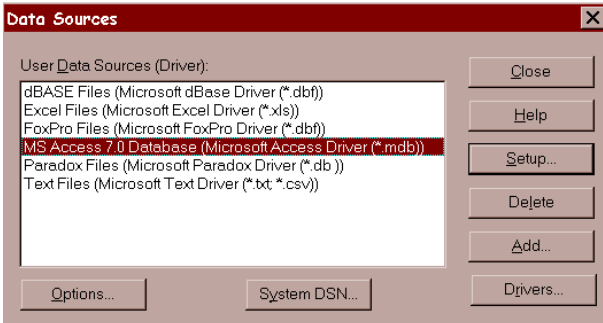 Data Sources
User Data Sources (Driver):
dBASE Files (Microsoft dBase Driver (*.dbf))
Excel Files (Microsoft Excel Driver (*.xls))
FoxPro Files (Microsoft FoxPro Driver (*.dbf))
MS Access 7.0 Database (Microsoft Access Driver (*.mdb))
Paradox Files (Microsoft Paradox Driver (*.db ))
Text Files (Microsoft Text Driver (*.txt; *.csv))
Close
Help
Setup...
Delete
Add...
Drivers...
Options...
System DSN...